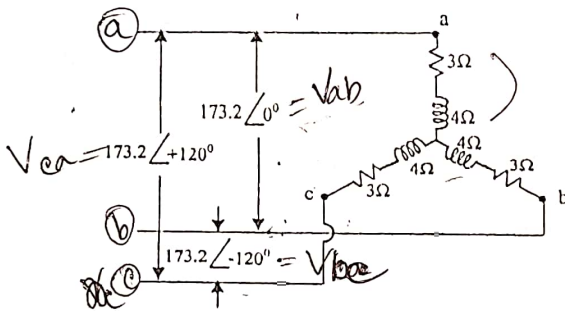 a
a
3Ω
173.2∠0° = Vab
4Ω
Vca = 173.2∠+120°
4Ω
3Ω
4Ω
c
3Ω
b
b
173.2∠-120° = Vbc
c